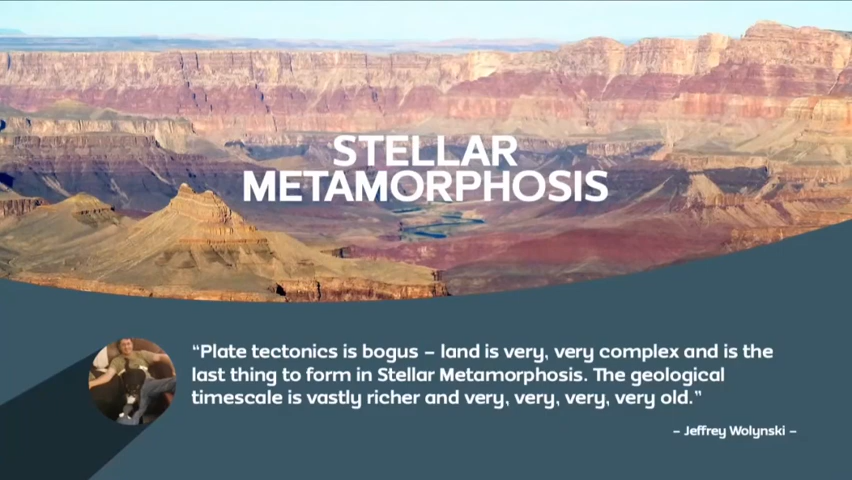 STELLAR
METAMORPHOSIS
“Plate tectonics is bogus – land is very, very complex and is the
last thing to form in Stellar Metamorphosis. The geological
timescale is vastly richer and very, very, very, very old.”
– Jeffrey Wolynski –